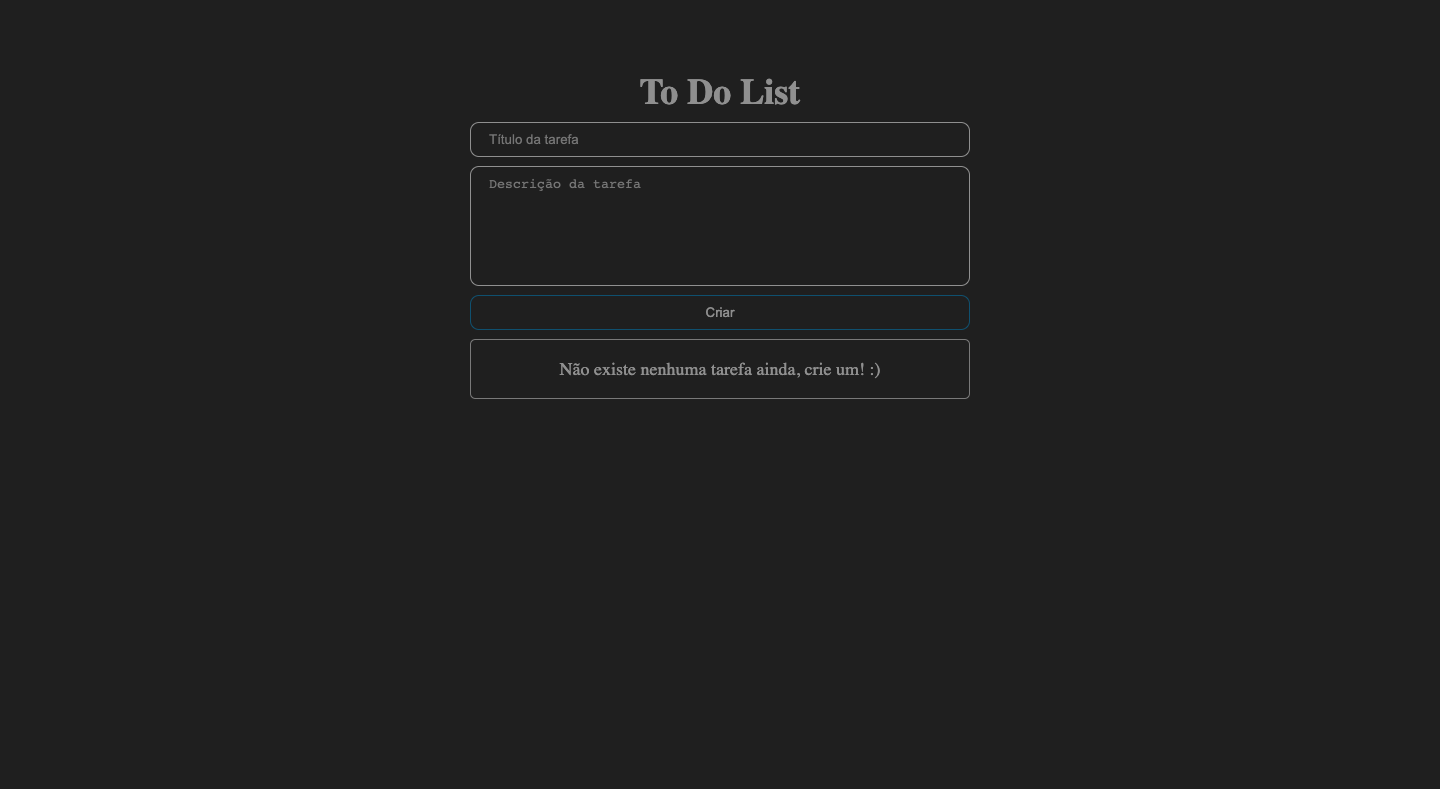 To Do List
Título da tarefa
Descrição da tarefa
Criar
Não existe nenhuma tarefa ainda, crie um! :)